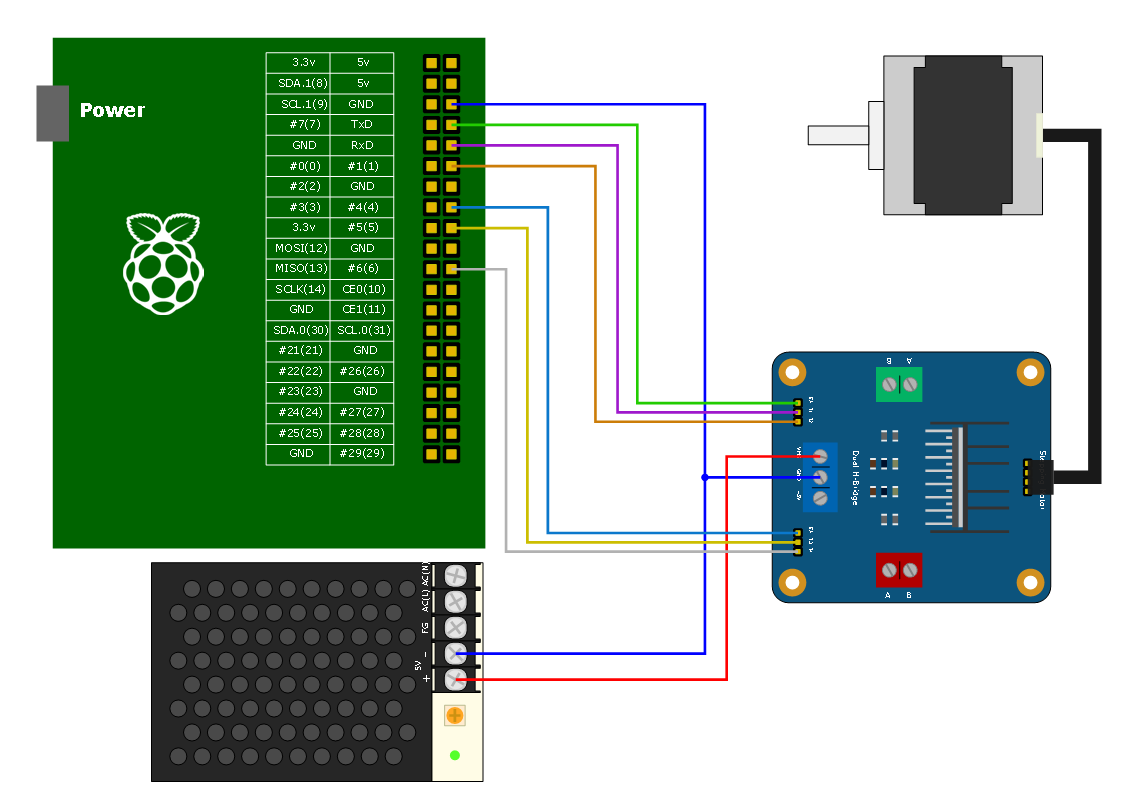 Power
3.3v 5v
SDA.1(8) 5v
SCL.1(9) GND
#7(7) TxD
GND RxD
#0(0) #1(1)
#2(2) GND
#3(3) #4(4)
3.3v #5(5)
MOSI(12) GND
MISO(13) #6(6)
SCLK(14) CE0(10)
GND CE1(11)
SDA.0(30) SCL.0(31)
#21(21) GND
#22(22) #26(26)
#23(23) GND
#24(24) #27(27)
#25(25) #28(28)
GND #29(29)
B A
Dual H-Bridge
A B
AC(N)
AC(L)
FG
5V
-
+